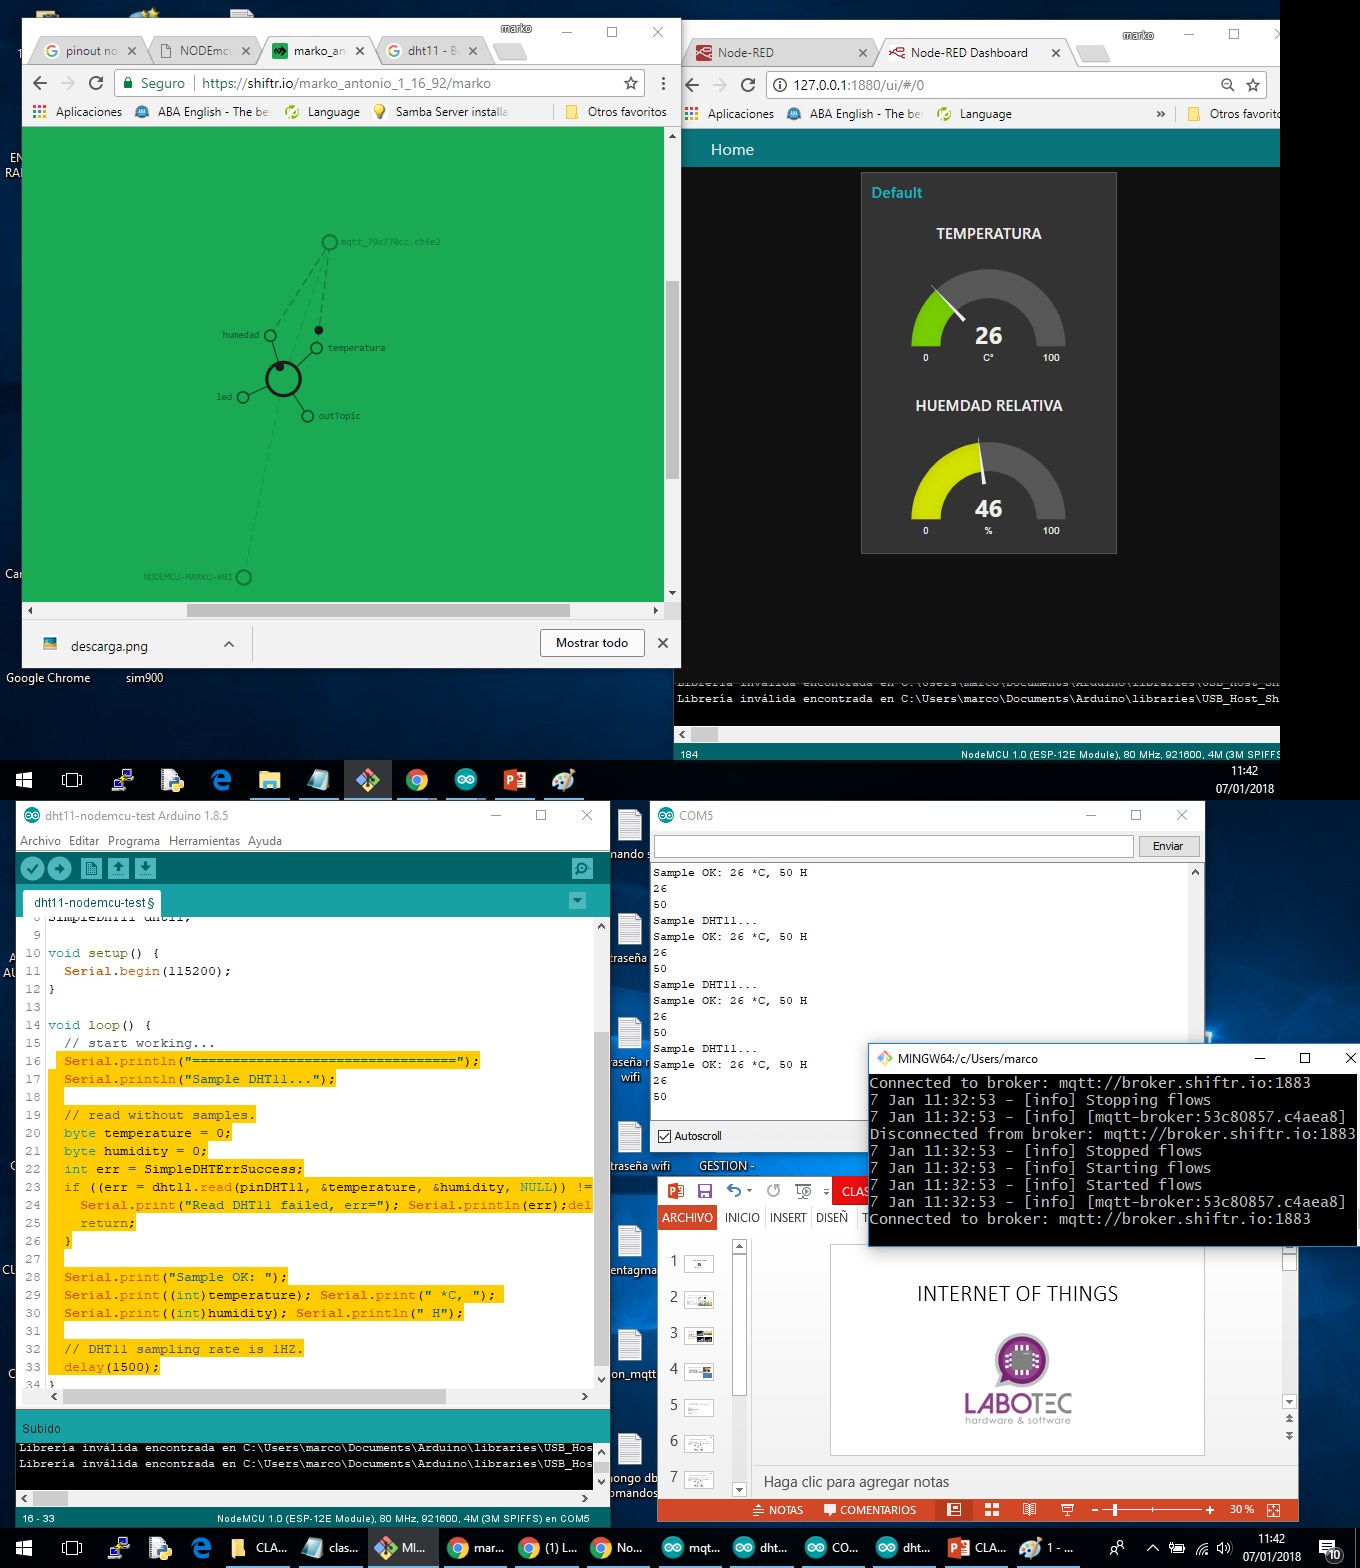 marko
pinout no
NODEmcu
marko_an
dht11 - B
Seguro
https://shiftr.io/marko_antonio_1_16_92/marko
Aplicaciones
ABA English - The be
Language
Samba Server installa
Otros favoritos
mqtt_79c770cc.cbfe2
humedad
temperatura
led
outTopic
NODEMCU-MARKO-001
descarga.png
Mostrar todo
Google Chrome
sim900
marko
Node-RED
Node-RED Dashboard
127.0.0.1:1880/ui/#/0
Aplicaciones
ABA English - The be
Language
»
Otros favorito
Home
Default
TEMPERATURA
26
0 C° 100
HUEMDAD RELATIVA
46
0 % 100
Librería inválida encontrada en C:\Users\marco\Documents\Arduino\libraries\USB_Host_Sh
Librería inválida encontrada en C:\Users\marco\Documents\Arduino\libraries\USB_Host_Sh
184
NodeMCU 1.0 (ESP-12E Module), 80 MHz, 921600, 4M (3M SPIFFS
11:42
07/01/2018
dht11-nodemcu-test Arduino 1.8.5
Archivo Editar Programa Herramientas Ayuda
dht11-nodemcu-test §
8 SimpleDHT11 dht11;
9
10 void setup() {
11 Serial.begin(115200);
12 }
13
14 void loop() {
15 // start working...
16 Serial.println("=================================");
17 Serial.println("Sample DHT11...");
18
19 // read without samples.
20 byte temperature = 0;
21 byte humidity = 0;
22 int err = SimpleDHTErrSuccess;
23 if ((err = dht11.read(pinDHT11, &temperature, &humidity, NULL)) !=
24 Serial.print("Read DHT11 failed, err="); Serial.println(err);del
25 return;
26 }
27
28 Serial.print("Sample OK: ");
29 Serial.print((int)temperature); Serial.print(" *C, ");
30 Serial.print((int)humidity); Serial.println(" H");
31
32 // DHT11 sampling rate is 1HZ.
33 delay(1500);
34 }
Subido
Librería inválida encontrada en C:\Users\marco\Documents\Arduino\libraries\USB_Hos
Librería inválida encontrada en C:\Users\marco\Documents\Arduino\libraries\USB_Hos
16 - 33
NodeMCU 1.0 (ESP-12E Module), 80 MHz, 921600, 4M (3M SPIFFS) en COM5
COM5
Enviar
Sample OK: 26 *C, 50 H
26
50
Sample DHT11...
Sample OK: 26 *C, 50 H
26
50
Sample DHT11...
Sample OK: 26 *C, 50 H
26
50
Sample DHT11...
Sample OK: 26 *C, 50 H
26
50
Autoscroll
traseña wifi
GESTION -
MINGW64:/c/Users/marco
Connected to broker: mqtt://broker.shiftr.io:1883
7 Jan 11:32:53 - [info] Stopping flows
7 Jan 11:32:53 - [info] [mqtt-broker:53c80857.c4aea8]
Disconnected from broker: mqtt://broker.shiftr.io:1883
7 Jan 11:32:53 - [info] Stopped flows
7 Jan 11:32:53 - [info] Starting flows
7 Jan 11:32:53 - [info] Started flows
7 Jan 11:32:53 - [info] [mqtt-broker:53c80857.c4aea8]
Connected to broker: mqtt://broker.shiftr.io:1883
CLAS
ARCHIVO INICIO INSERT DISEÑ T
1
2
3
4
5
6
7
INTERNET OF THINGS
LABOTEC
hardware & software
Haga clic para agregar notas
NOTAS COMENTARIOS 30 %
CLA... clas... MI... mar... (1) L... No... mqt... dht... CO... dht... CLA... 1 - ...
11:42
07/01/2018
10